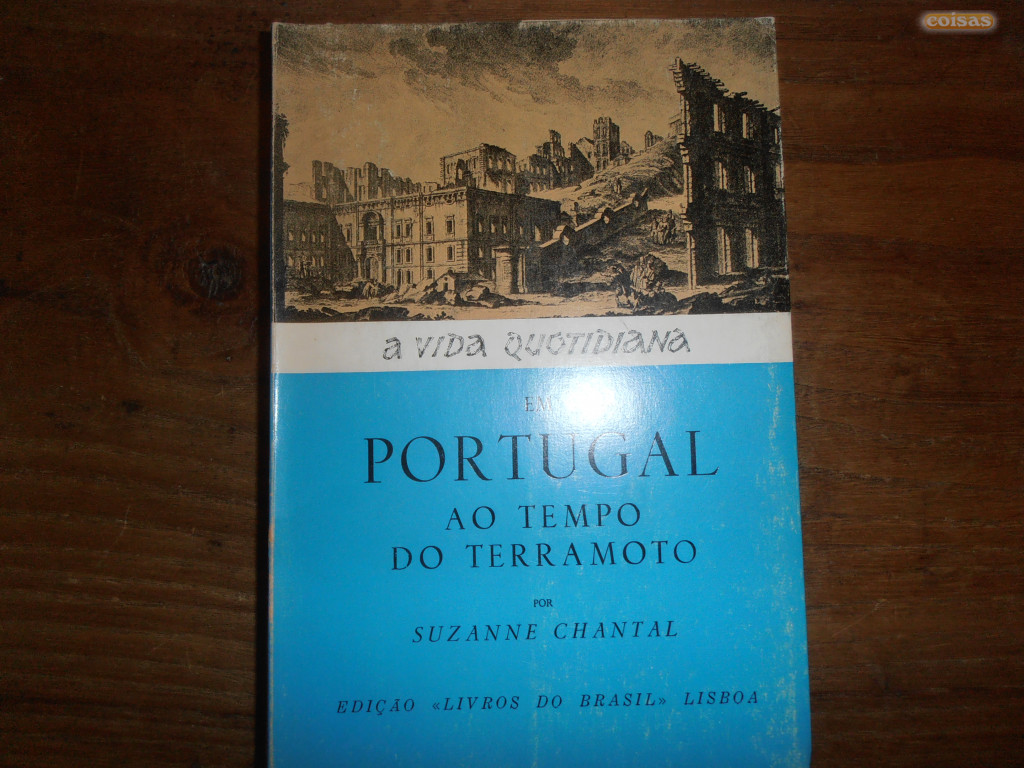 coisas
A VIDA QUOTIDIANA
EM
PORTUGAL
AO TEMPO
DO TERRAMOTO
POR
SUZANNE CHANTAL
EDIÇÃO «LIVROS DO BRASIL» LISBOA